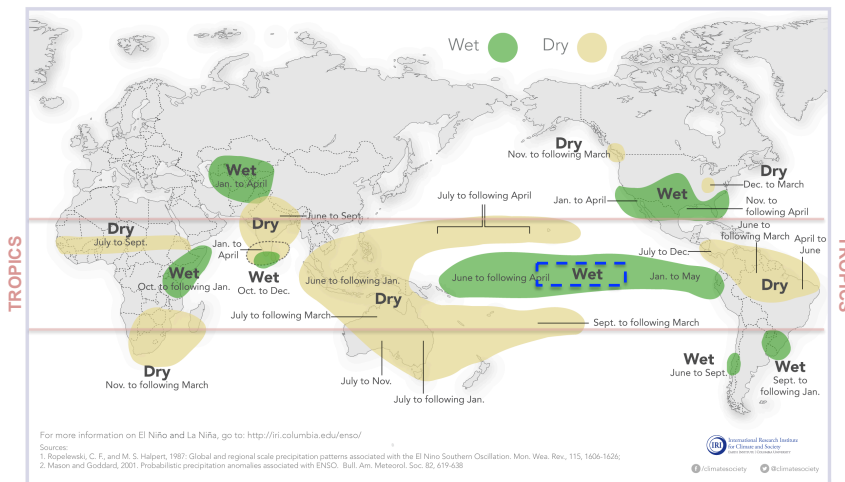 Wet
Dry
Dry
Nov. to following March
Dry
Dec. to March
Wet
Jan. to April
July to following April
Jan. to April
Wet
Nov. to
following April
Dry
July to Sept.
Dry
June to Sept.
Jan. to
April
June to
following March
April to
June
July to Dec.
Wet
Oct. to following Jan.
Wet
Oct. to Dec.
June to following Jan.
Dry
June to following April
Wet
Jan. to May
Dry
July to following March
Sept. to following March
Dry
Nov. to following March
July to Nov.
July to following Jan.
Wet
June to Sept.
Wet
Sept. to
following Jan.
TROPICS
TROPICS
For more information on El Niño and La Niña, go to: http://iri.columbia.edu/enso/
Sources:
1. Ropelewski, C. F., and M. S. Halpert, 1987: Global and regional scale precipitation patterns associated with the El Nino Southern Oscillation. Mon. Wea. Rev., 115, 1606-1626;
2. Mason and Goddard, 2001. Probabilistic precipitation anomalies associated with ENSO. Bull. Am. Meteorol. Soc. 82, 619-638
IRI
International Research Institute
for Climate and Society
EARTH INSTITUTE | COLUMBIA UNIVERSITY
/climatesociety
@climatesociety